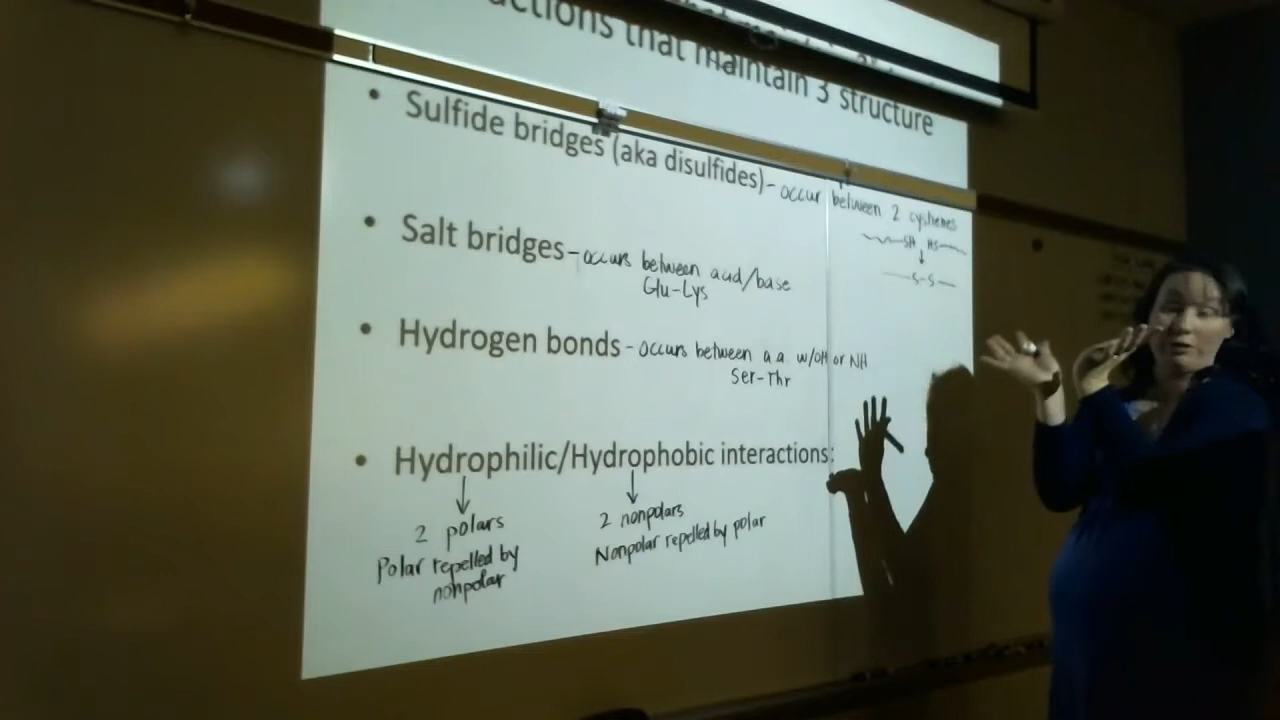 ctions that maintain 3 structure
• Sulfide bridges (aka disulfides) - occur between 2 cysteines
SH HS
↓
S-S
• Salt bridges - occurs between acid/base
Glu-Lys
• Hydrogen bonds - occurs between a.a. w/OH or NH
Ser-Thr
• Hydrophilic/Hydrophobic interactions:
↓ ↓
2 polars
Polar repelled by
nonpolar
2 nonpolars
Nonpolar repelled by polar